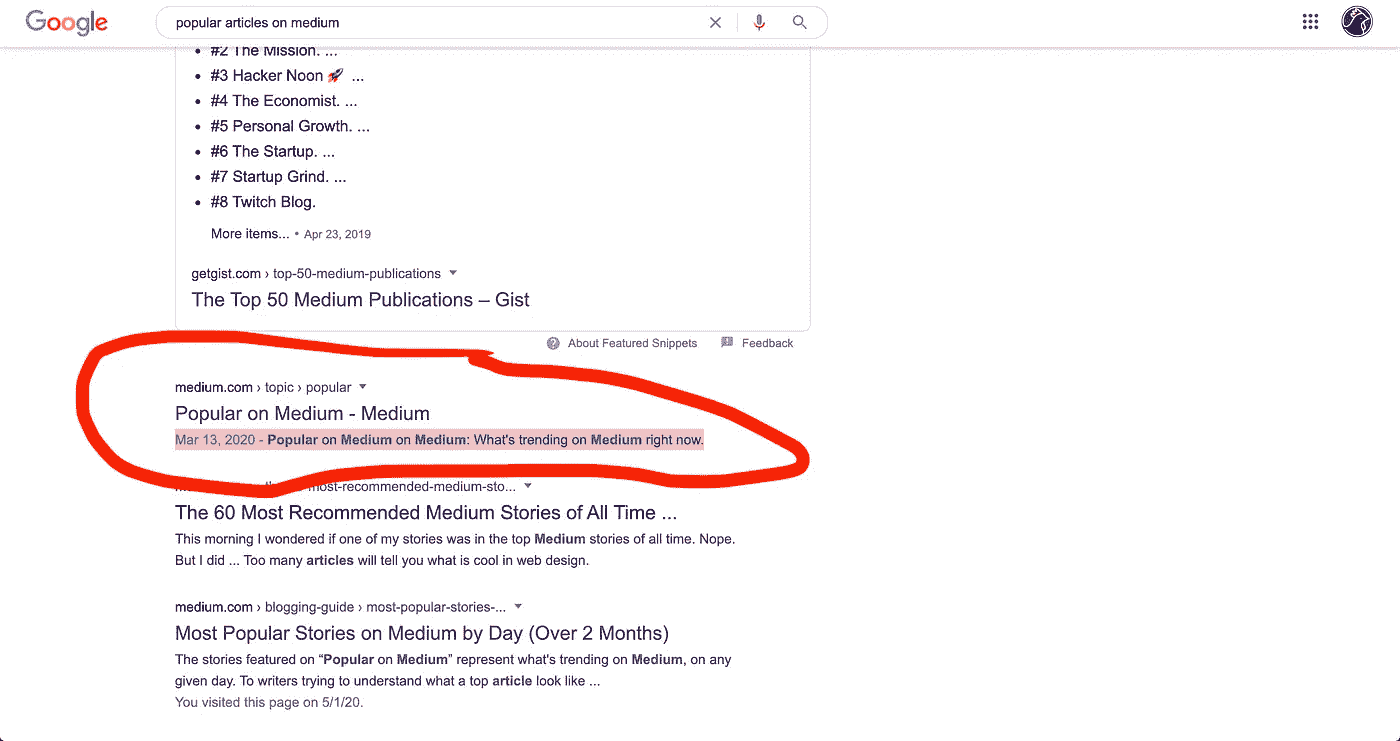 Google
popular articles on medium
#2 The Mission. ...
#3 Hacker Noon 🚀 ...
#4 The Economist. ...
#5 Personal Growth. ...
#6 The Startup. ...
#7 Startup Grind. ...
#8 Twitch Blog.
More items... • Apr 23, 2019
getgist.com › top-50-medium-publications
The Top 50 Medium Publications – Gist
About Featured Snippets Feedback
medium.com › topic › popular
Popular on Medium - Medium
Mar 13, 2020 - Popular on Medium on Medium: What's trending on Medium right now.
most-recommended-medium-sto...
The 60 Most Recommended Medium Stories of All Time ...
This morning I wondered if one of my stories was in the top Medium stories of all time. Nope.
But I did ... Too many articles will tell you what is cool in web design.
medium.com › blogging-guide › most-popular-stories-...
Most Popular Stories on Medium by Day (Over 2 Months)
The stories featured on “Popular on Medium” represent what's trending on Medium, on any
given day. To writers trying to understand what a top article look like ...
You visited this page on 5/1/20.